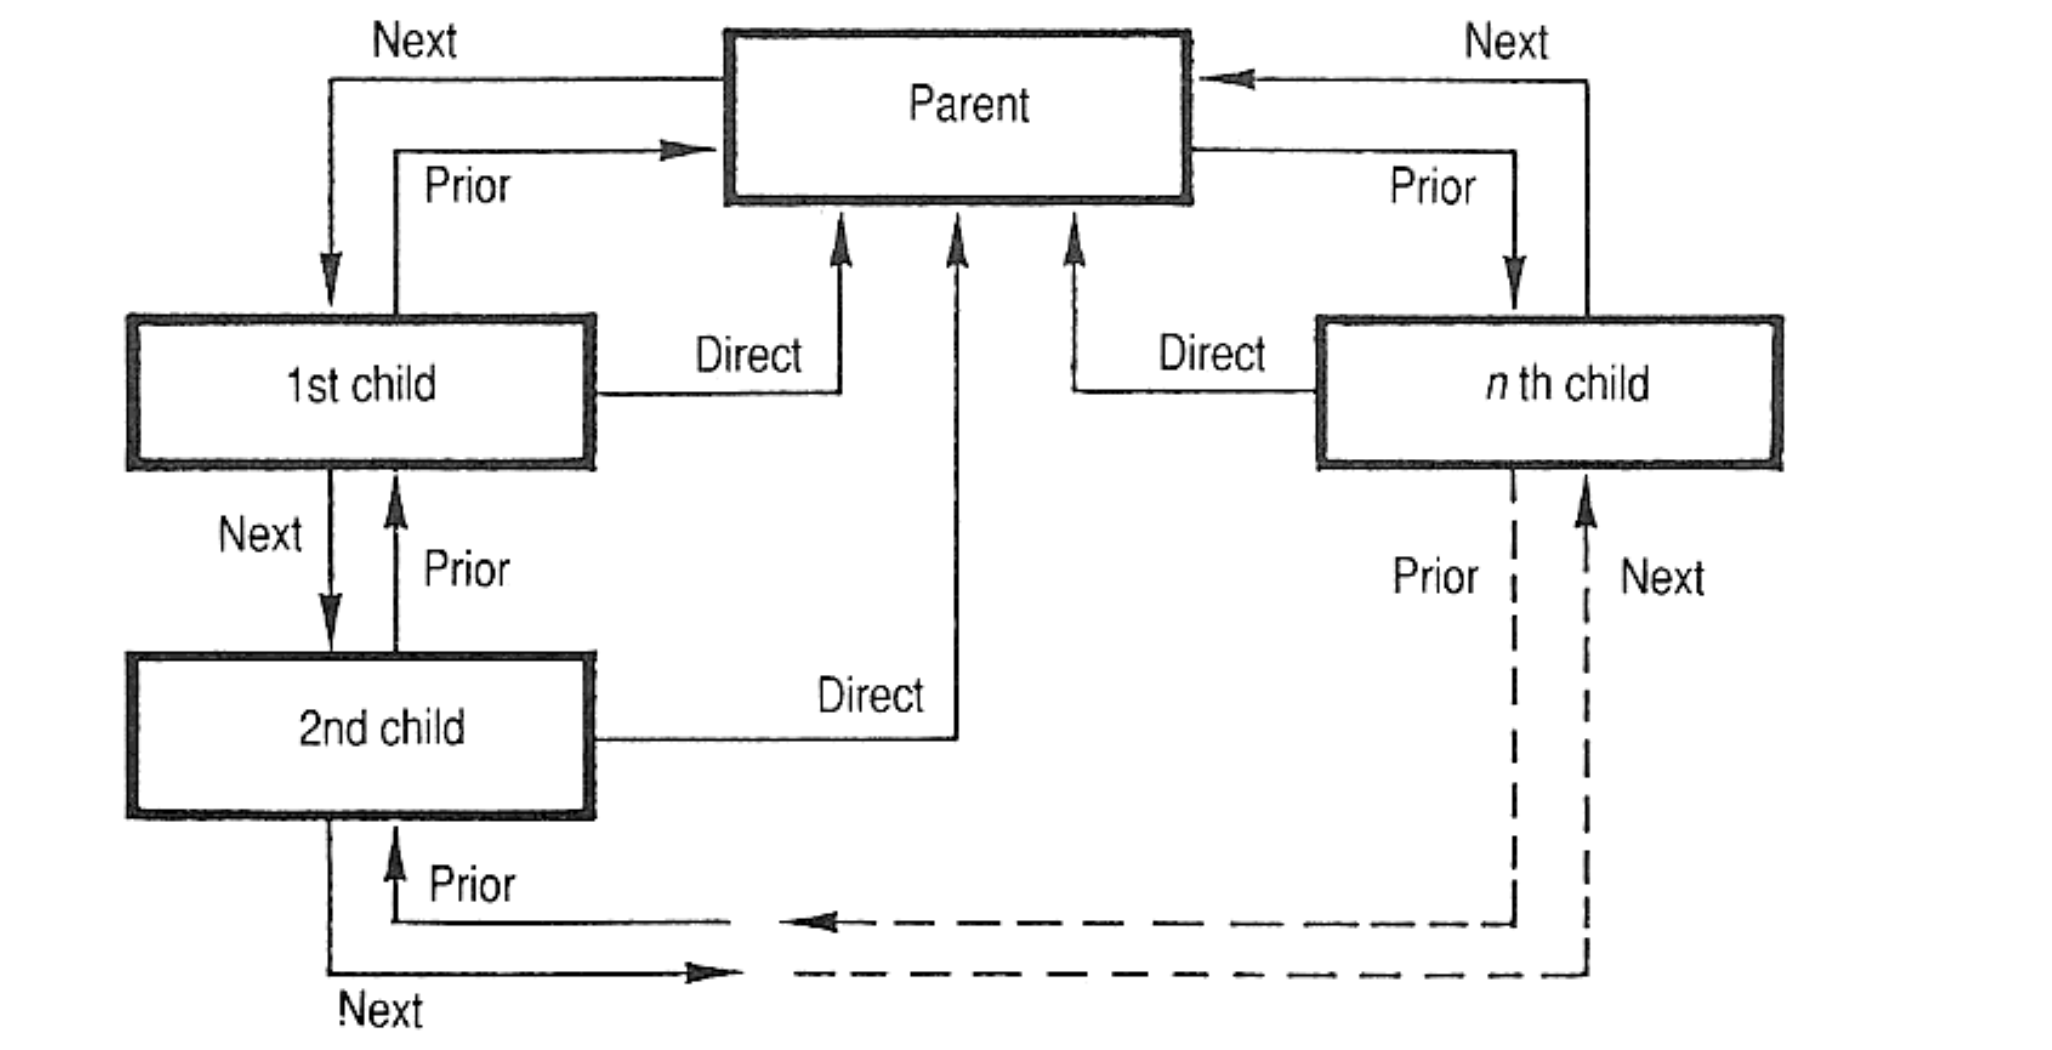 Next
Next
Parent
Prior
Prior
Direct
Direct
1st child
n th child
Next
Prior
Prior
Next
Direct
2nd child
Prior
Next